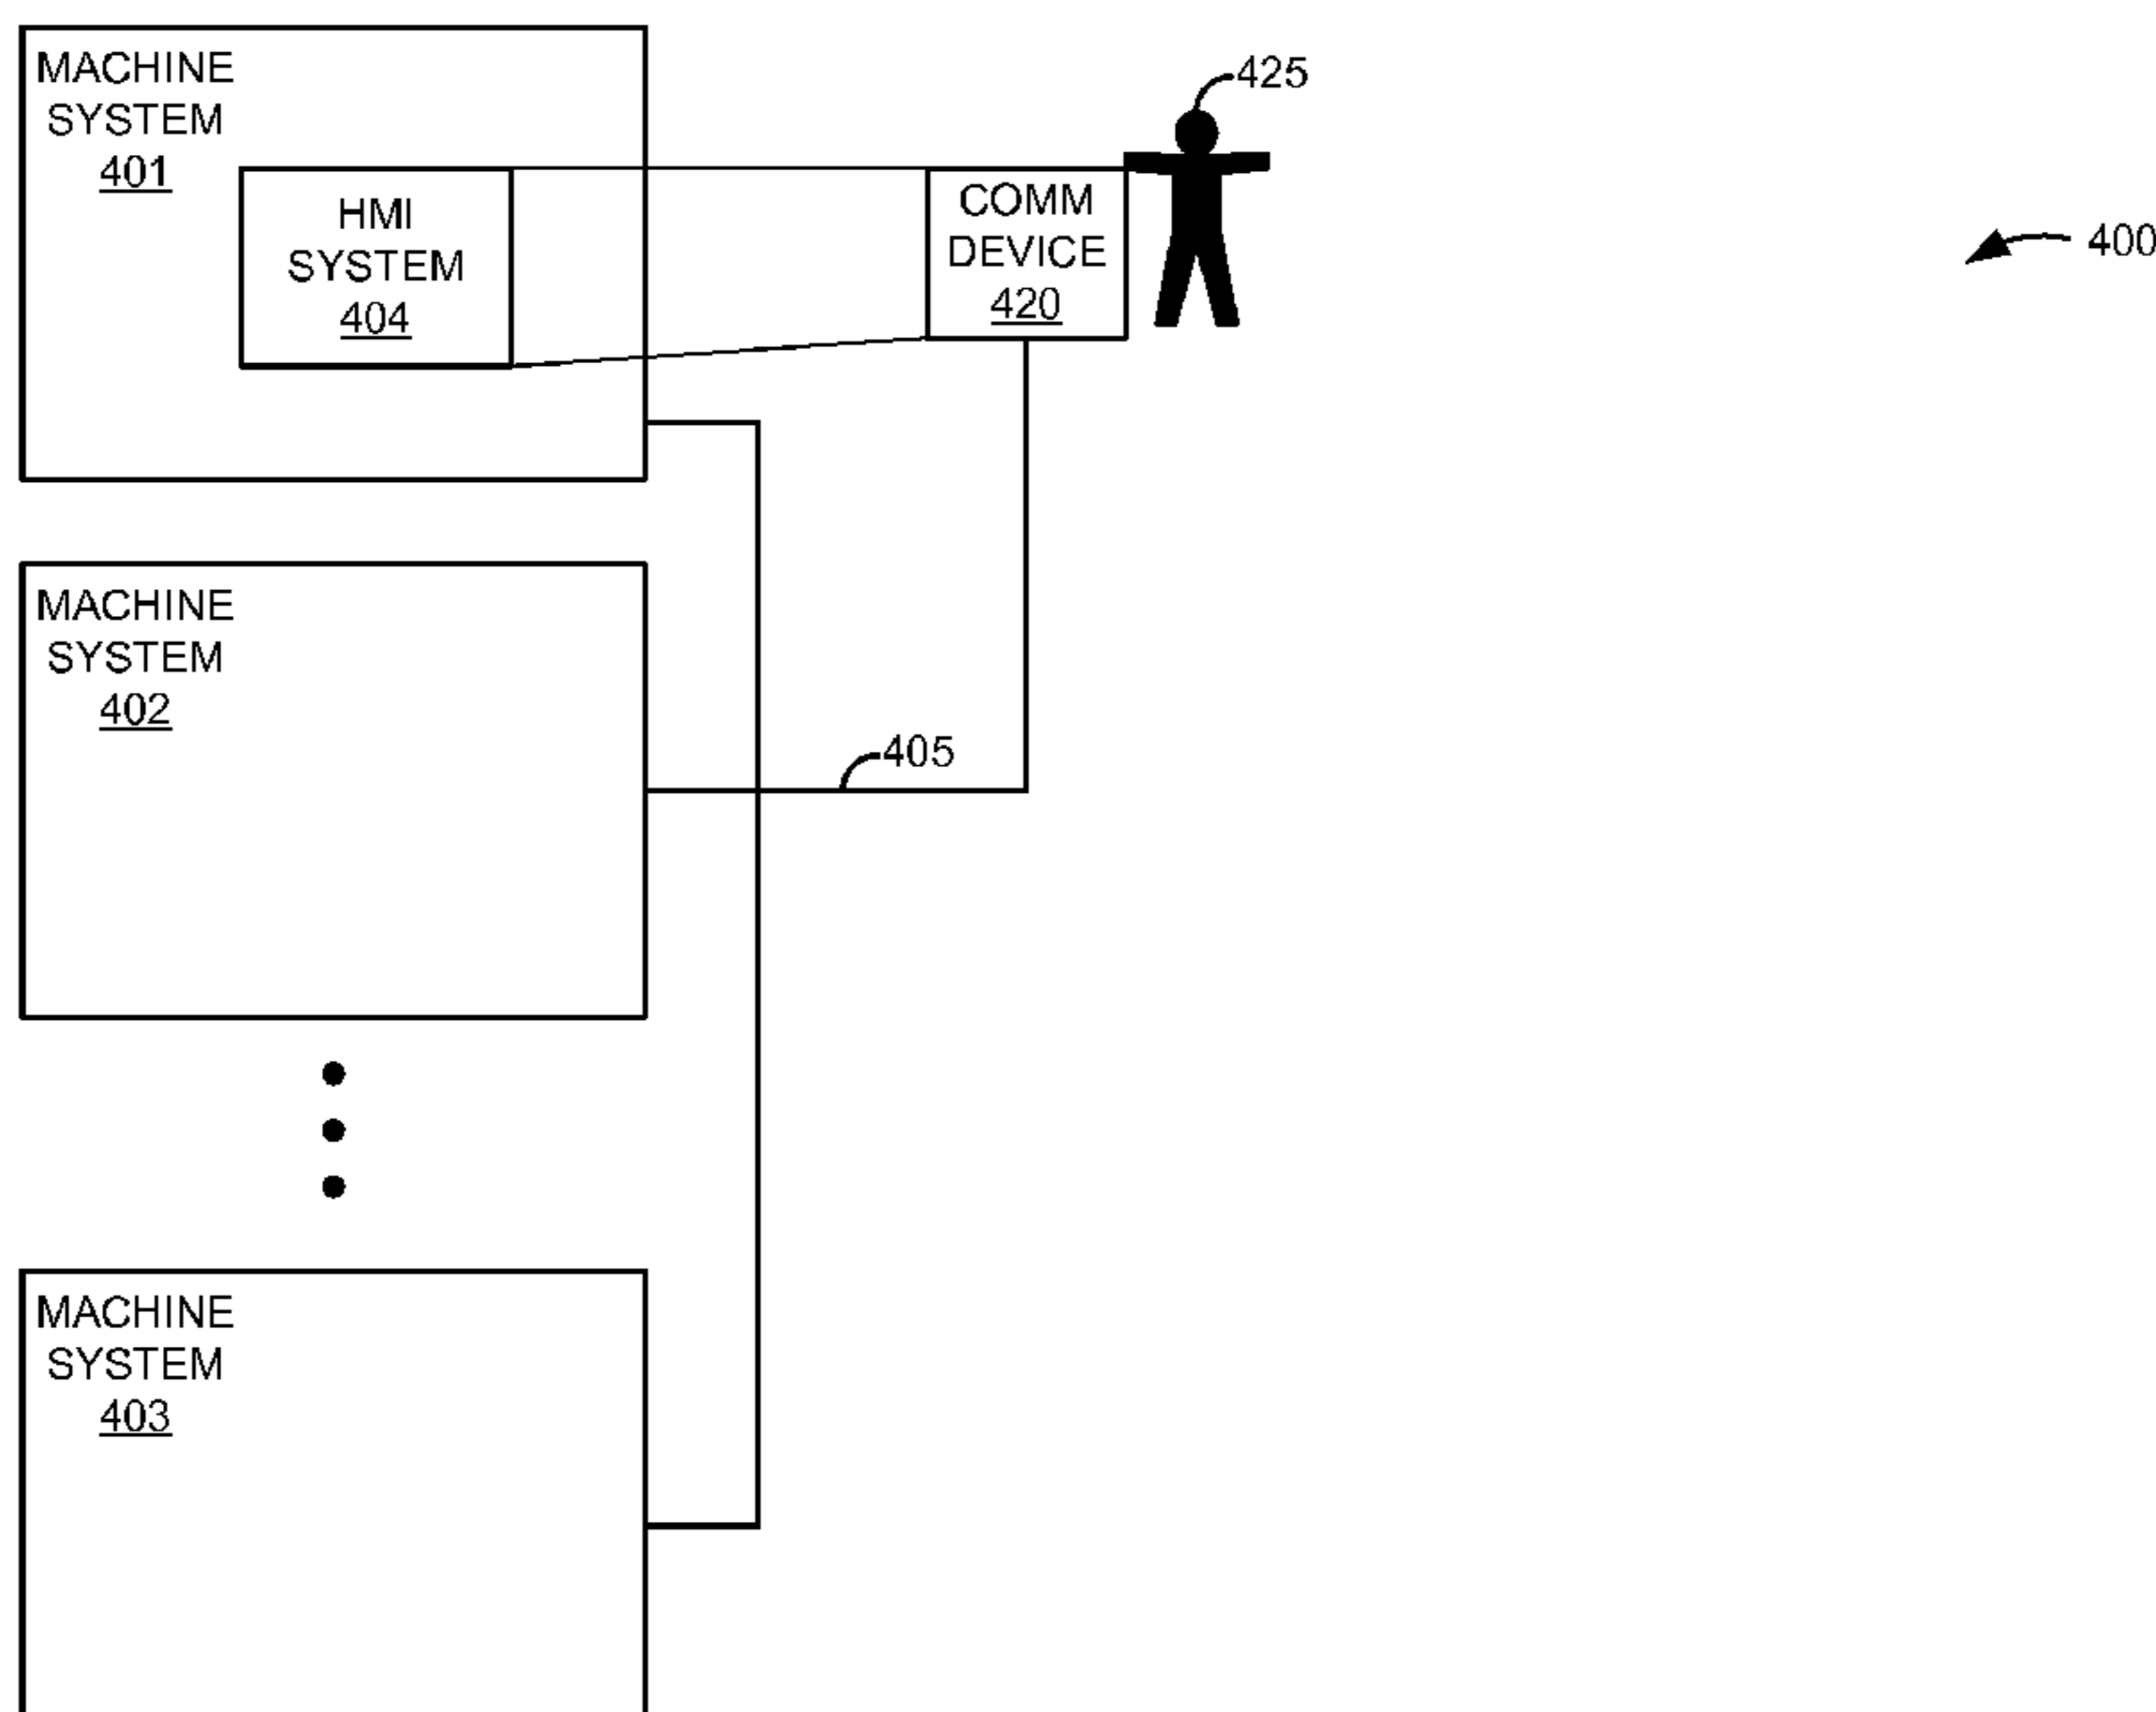 MACHINE
SYSTEM
401
HMI
SYSTEM
404
COMM
DEVICE
420
425
400
MACHINE
SYSTEM
402
405
MACHINE
SYSTEM
403